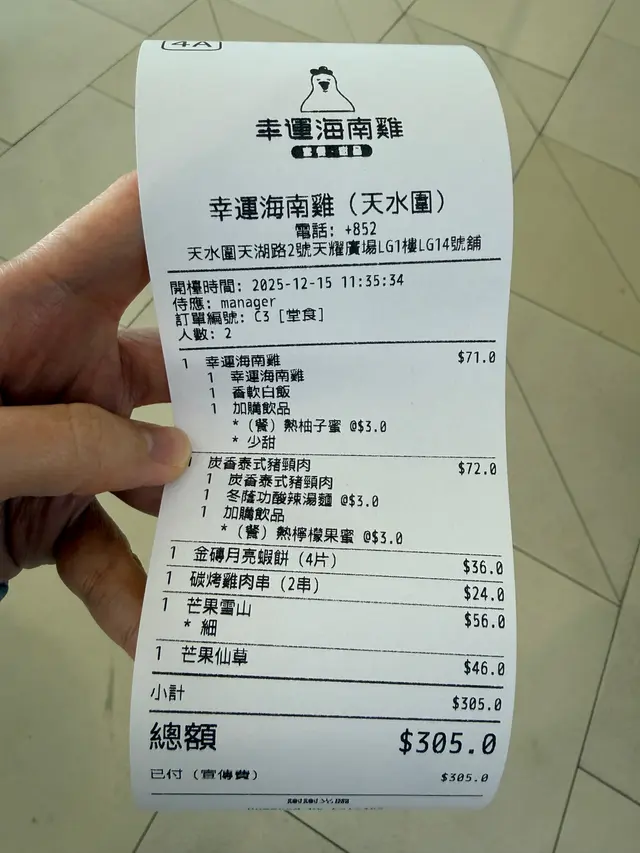 4A
幸運海南雞
幸運海南雞（天水圍）
電話: +852
天水圍天湖路2號天耀廣場LG1樓LG14號舖
開檯時間: 2025-12-15 11:35:34
侍應: manager
訂單編號: C3 [堂食]
人數: 2
1 幸運海南雞 $71.0
1 幸運海南雞
1 香軟白飯
1 加購飲品
* (餐) 熱柚子蜜 @$3.0
* 少甜
1 炭香泰式豬頸肉 $72.0
1 炭香泰式豬頸肉
1 冬蔭功酸辣湯麵 @$3.0
1 加購飲品
* (餐) 熱檸檬果蜜 @$3.0
1 金磚月亮蝦餅 (4片) $36.0
1 碳烤雞肉串 (2串) $24.0
1 芒果雪山 $56.0
* 細
1 芒果仙草 $46.0
小計 $305.0
總額 $305.0
已付 (宣傳費) $305.0